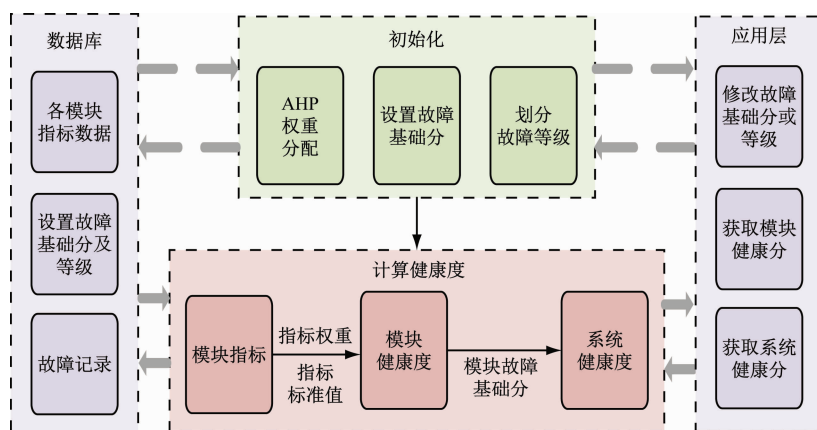 数据库
各模块
指标数据
设置故障
基础分及
等级
故障记录
初始化
AHP
权重
分配
设置故障
基础分
划分
故障等级
计算健康度
模块指标
指标权重
指标
标准值
模块
健康度
模块故障
基础分
系统
健康度
应用层
修改故障
基础分或
等级
获取模块
健康分
获取系统
健康分